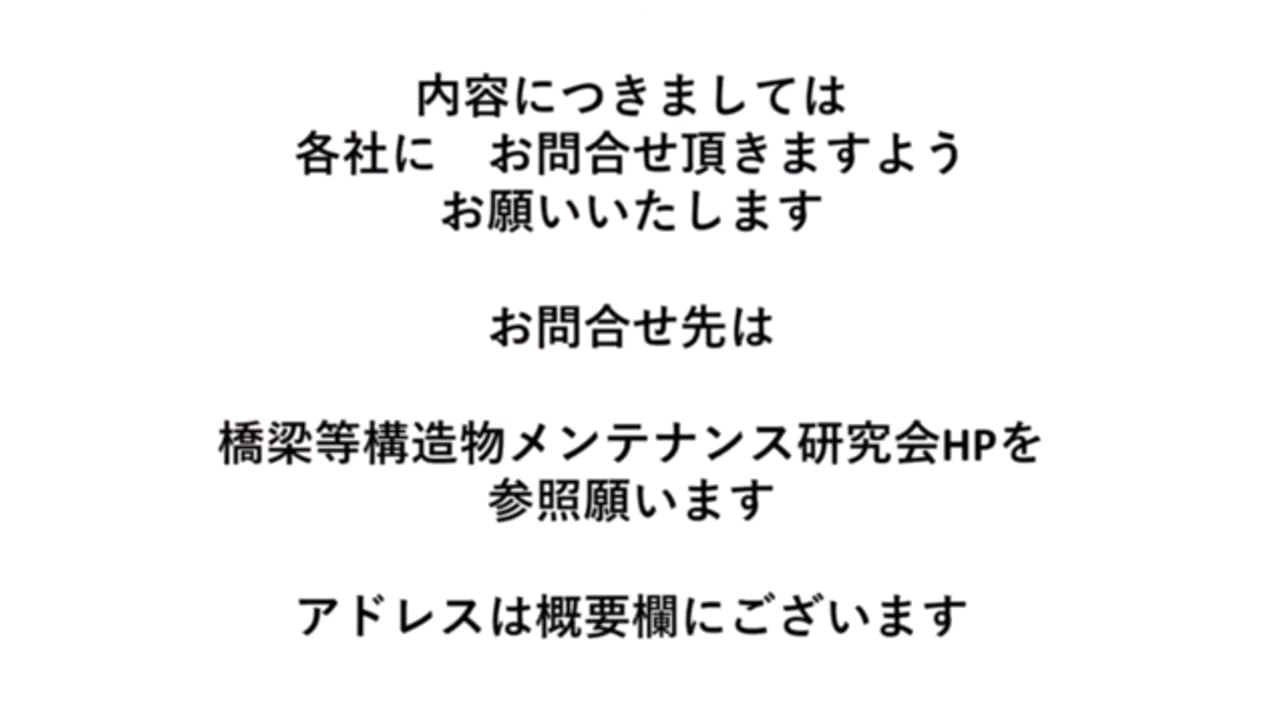 内容につきましては
各社に　お問合せ頂きますよう
お願いいたします
お問合せ先は
橋梁等構造物メンテナンス研究会HPを
参照願います
アドレスは概要欄にございます